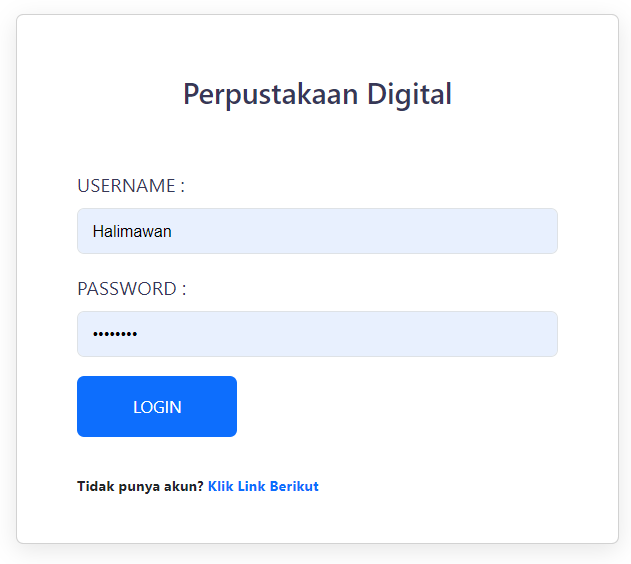 Perpustakaan Digital
USERNAME :
Halimawan
PASSWORD :
••••••••
LOGIN
Tidak punya akun? Klik Link Berikut